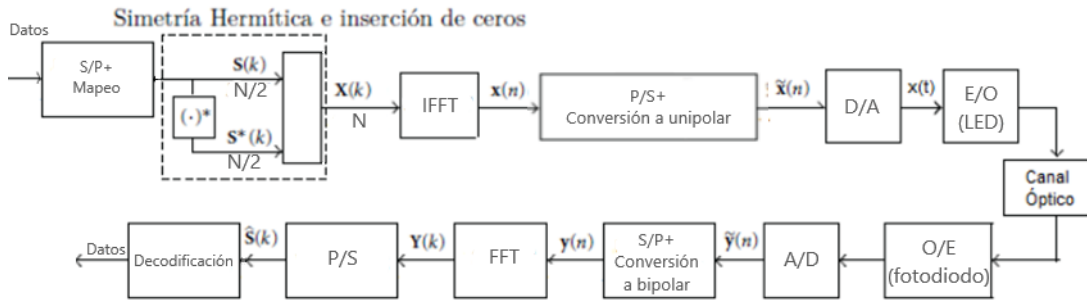 Simetría Hermítica e inserción de ceros
Datos
S/P+
Mapeo
S(k)
N/2
(·)*
S*(k)
N/2
X(k)
N
IFFT
x(n)
P/S+
Conversión a unipolar
x̃(n)
D/A
x(t)
E/O
(LED)
Canal
Óptico
O/E
(fotodiodo)
A/D
ỹ(n)
S/P+
Conversión
a bipolar
y(n)
FFT
Y(k)
P/S
Ŝ(k)
Decodificación
Datos